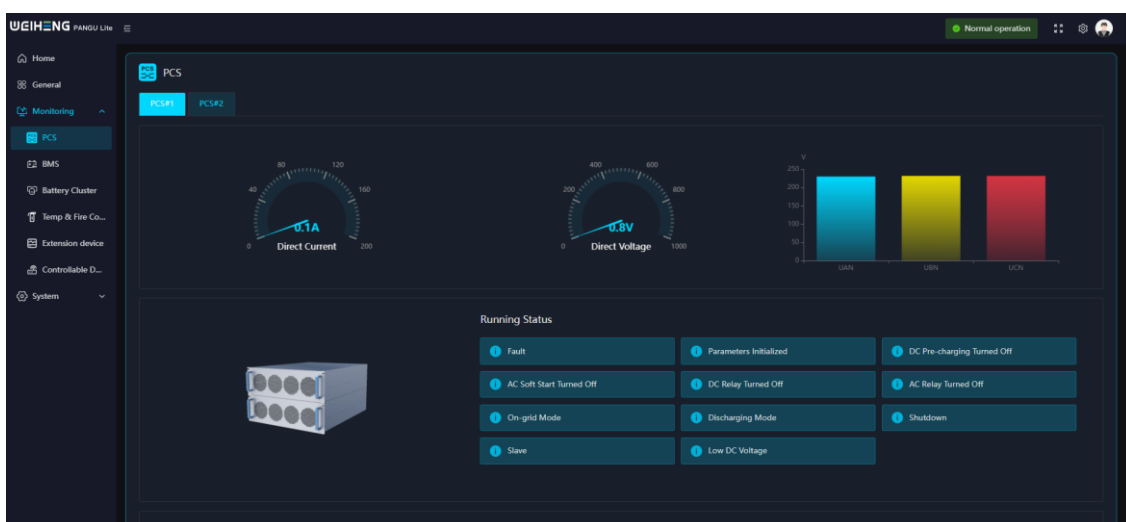 WEIHENG PANGU Lite
Normal operation
Home
General
Monitoring
PCS
BMS
Battery Cluster
Temp & Fire Co...
Extension device
Controllable D...
System
PCS
PCS
PCS#1 PCS#2
80 120
40 160
0.1A
0 Direct Current 200
400 600
200 800
0.8V
0 Direct Voltage 1000
V
250
200
150
100
50
0
UAN UBN UCN
Running Status
Fault Parameters Initialized DC Pre-charging Turned Off
AC Soft Start Turned Off DC Relay Turned Off AC Relay Turned Off
On-grid Mode Discharging Mode Shutdown
Slave Low DC Voltage